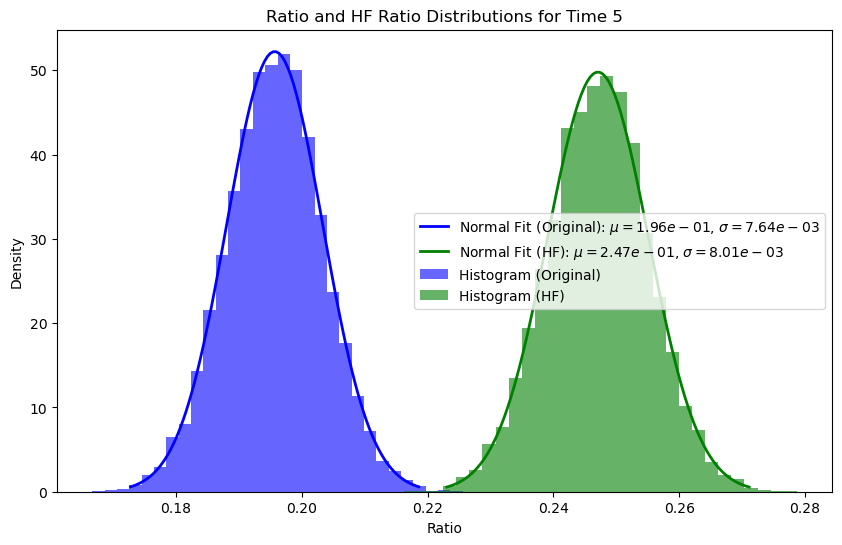 Ratio and HF Ratio Distributions for Time 5
Density
50
40
30
20
10
0
Normal Fit (Original): μ = 1.96e − 01, σ = 7.64e − 03
Normal Fit (HF): μ = 2.47e − 01, σ = 8.01e − 03
Histogram (Original)
Histogram (HF)
0.18 0.20 0.22 0.24 0.26 0.28
Ratio